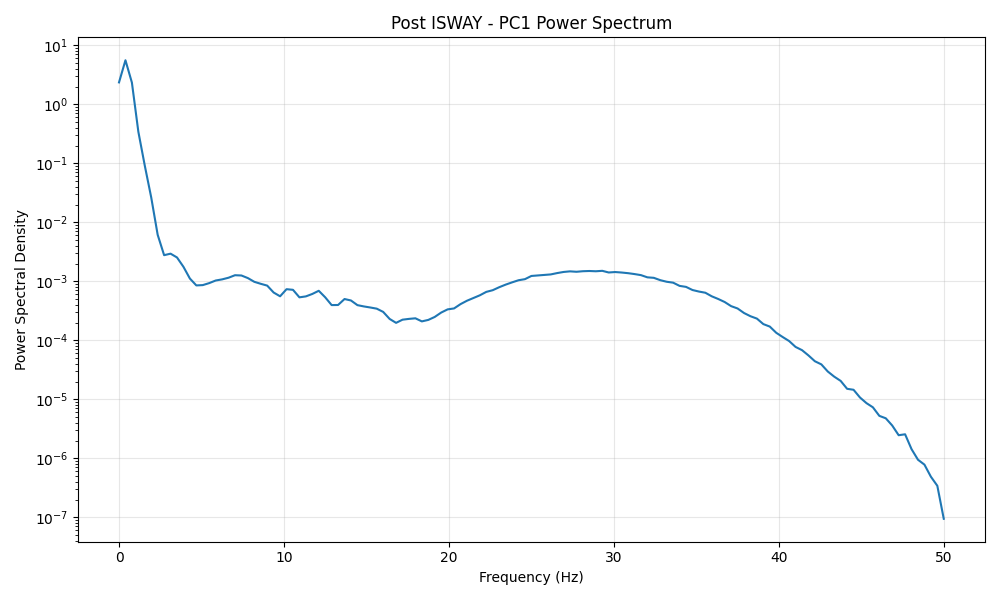 Post ISWAY - PC1 Power Spectrum
Power Spectral Density
10¹
10⁰
10⁻¹
10⁻²
10⁻³
10⁻⁴
10⁻⁵
10⁻⁶
10⁻⁷
0 10 20 30 40 50
Frequency (Hz)